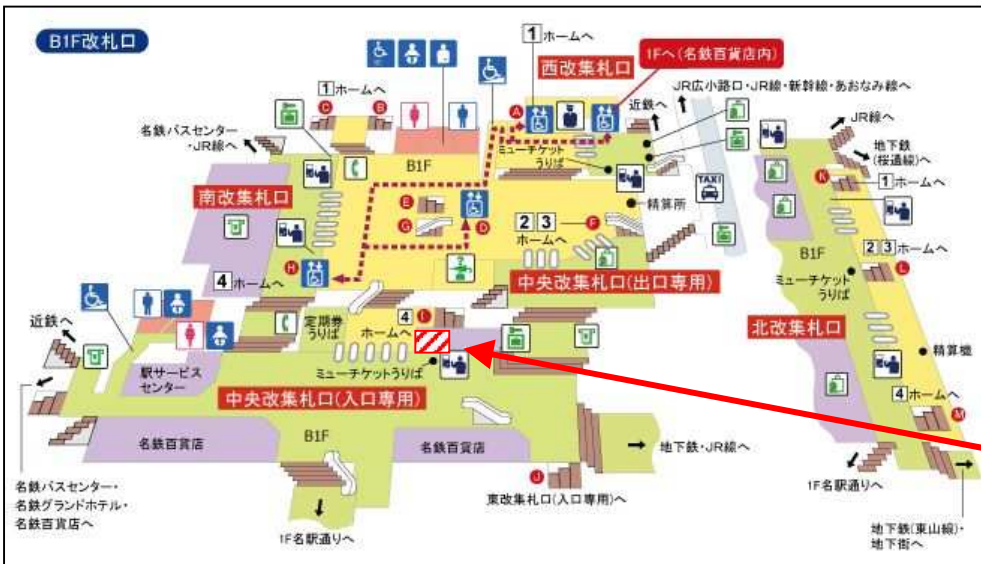 B1F改札口
1 ホームへ
西改集札口
1Fへ(名鉄百貨店内)
JR広小路口・JR線・新幹線・あおなみ線へ
近鉄へ
1 ホームへ
C
B
A
名鉄バスセンター
・JR線へ
B1F
ミューチケット
うりば
TAXI
JR線へ
地下鉄
(桜通線)へ
K
1 ホームへ
南改集札口
E
G
D
精算所
2 3
ホームへ
F
H
4 ホームへ
中央改集札口(出口専用)
B1F
2 3 ホームへ
L
ミューチケット
うりば
北改集札口
近鉄へ
定期券
うりば
4
ホームへ
精算機
駅サービス
センター
ミューチケットうりば
中央改集札口(入口専用)
4 ホームへ
M
名鉄百貨店
B1F
名鉄百貨店
地下鉄・JR線へ
J
名鉄バスセンター・
名鉄グランドホテル・
名鉄百貨店へ
東改集札口(入口専用)へ
1F名駅通りへ
1F名駅通りへ
地下鉄(東山線)・
地下街へ